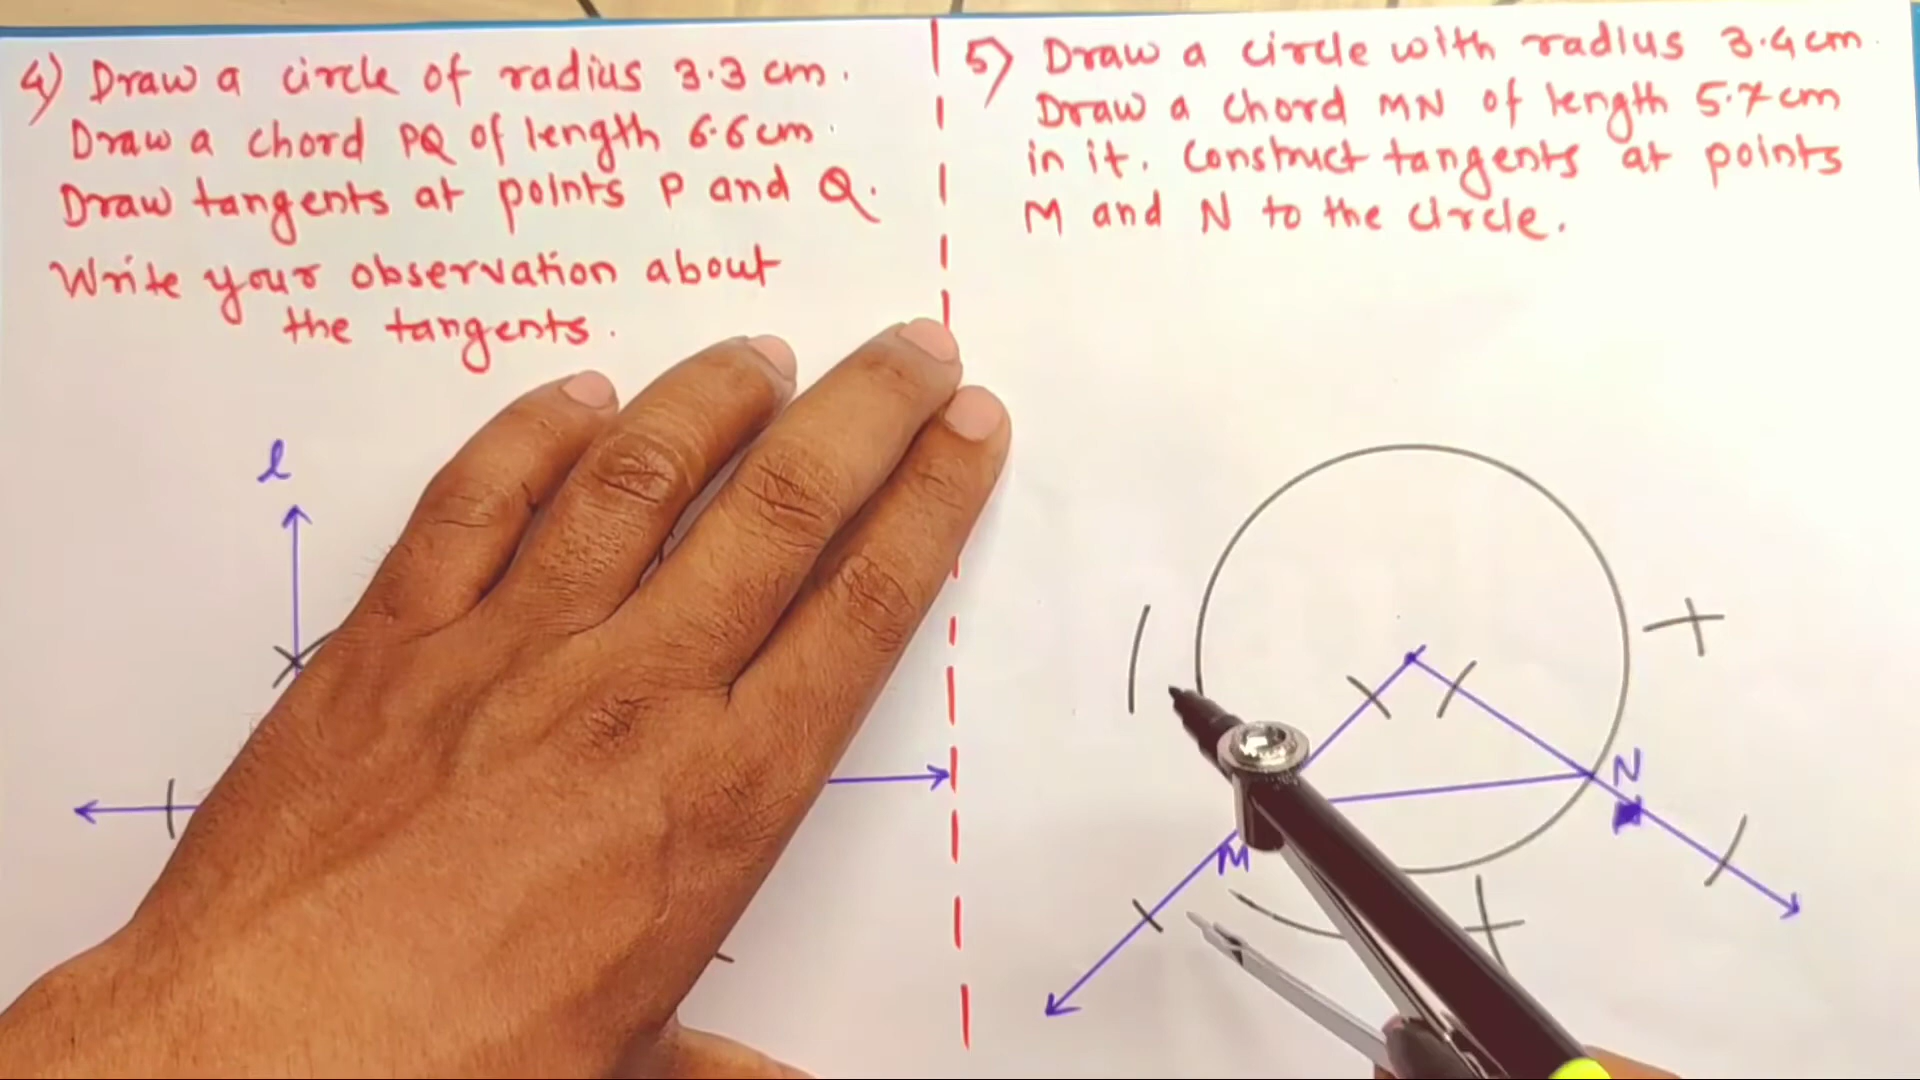 4) Draw a circle of radius 3.3 cm.
Draw a chord PQ of length 6.6 cm.
Draw tangents at points P and Q.
Write your observation about
the tangents.
5) Draw a circle with radius 3.4 cm.
Draw a chord MN of length 5.7 cm
in it. Construct tangents at points
M and N to the circle.
l
N
M